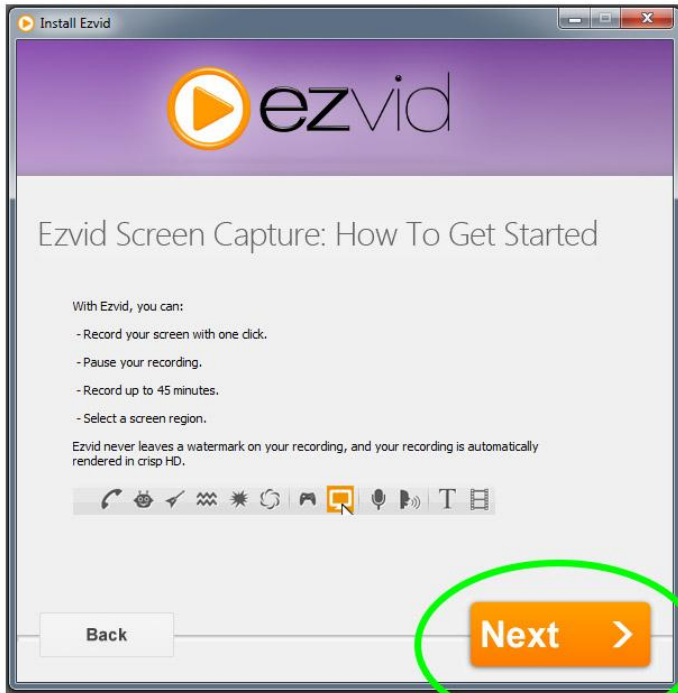 Install Ezvid
ezvid
Ezvid Screen Capture: How To Get Started
With Ezvid, you can:
- Record your screen with one click.
- Pause your recording.
- Record up to 45 minutes.
- Select a screen region.
Ezvid never leaves a watermark on your recording, and your recording is automatically
rendered in crisp HD.
T
Back
Next